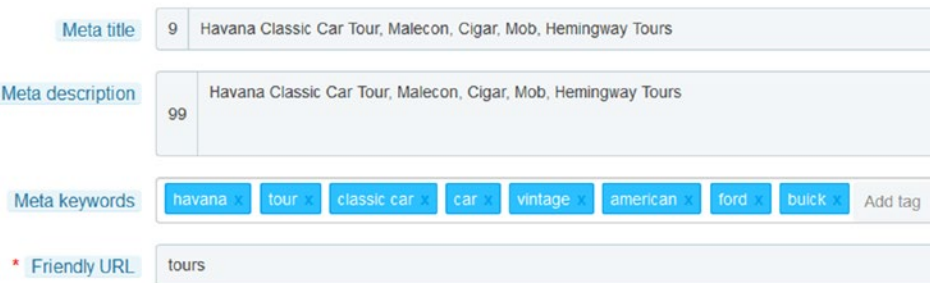 Meta title 9 Havana Classic Car Tour, Malecon, Cigar, Mob, Hemingway Tours
Meta description 99 Havana Classic Car Tour, Malecon, Cigar, Mob, Hemingway Tours
Meta keywords havana x tour x classic car x car x vintage x american x ford x buick x Add tag
* Friendly URL tours